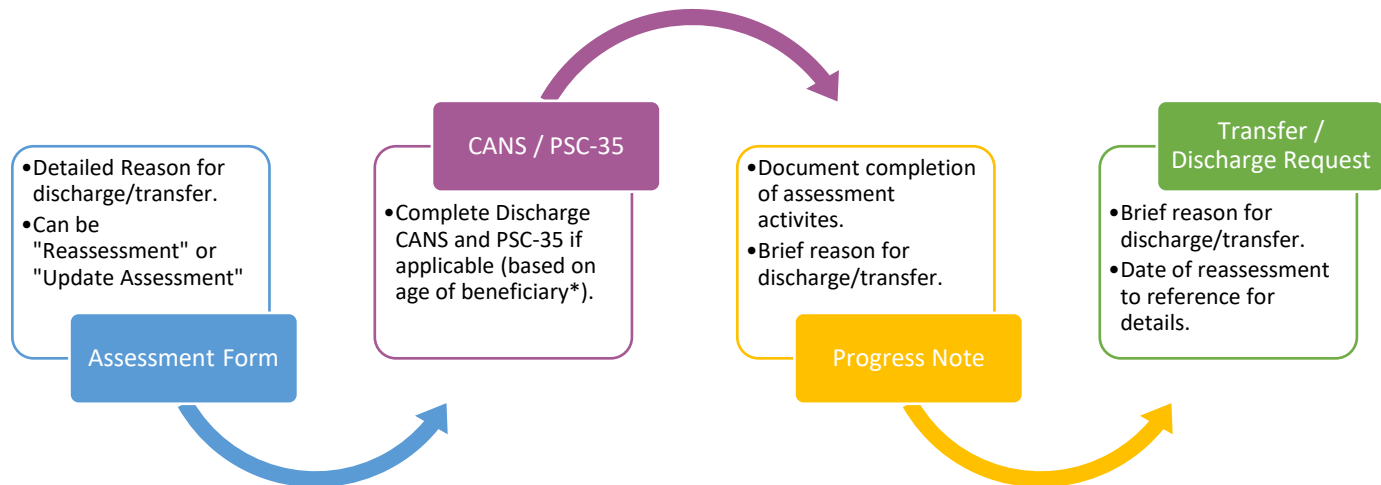 •Detailed Reason for
discharge/transfer.
•Can be
"Reassessment" or
"Update Assessment"
Assessment Form
CANS / PSC-35
•Complete Discharge
CANS and PSC-35 if
applicable (based on
age of beneficiary*).
•Document completion
of assessment
activites.
•Brief reason for
discharge/transfer.
Progress Note
Transfer /
Discharge Request
•Brief reason for
discharge/transfer.
•Date of reassessment
to reference for
details.